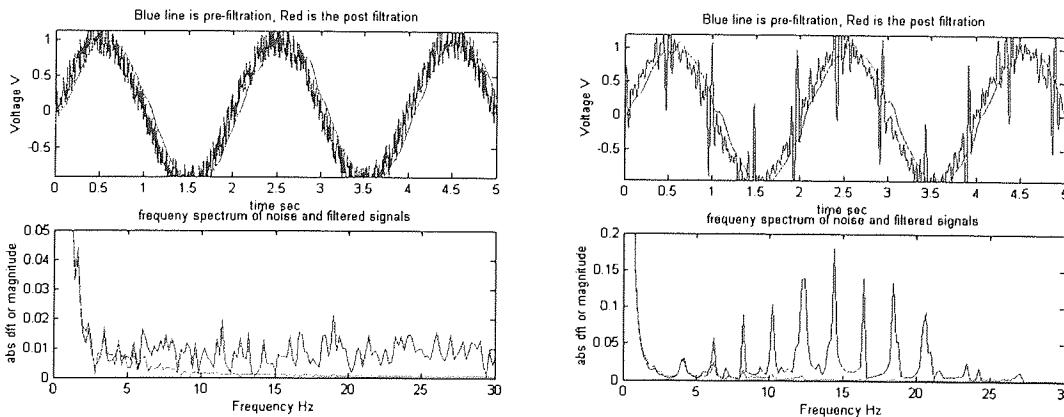 Blue line is pre-filtration, Red is the post filtration
Voltage V
1
0.5
0
-0.5
0 0.5 1 1.5 2 2.5 3 3.5 4 4.5 5
time sec
frequeny spectrum of noise and filtered signals
abs dft or magnitude
0.05
0.04
0.03
0.02
0.01
0
0 5 10 15 20 25 30
Frequency Hz
Blue line is pre-filtration, Red is the post filtration
Voltage V
1
0.5
0
-0.5
0 0.5 1 1.5 2 2.5 3 3.5 4 4.5 5
time sec
frequeny spectrum of noise and filtered signals
abs dft or magnitude
0.2
0.15
0.1
0.05
0
0 5 10 15 20 25 30
Frequency Hz